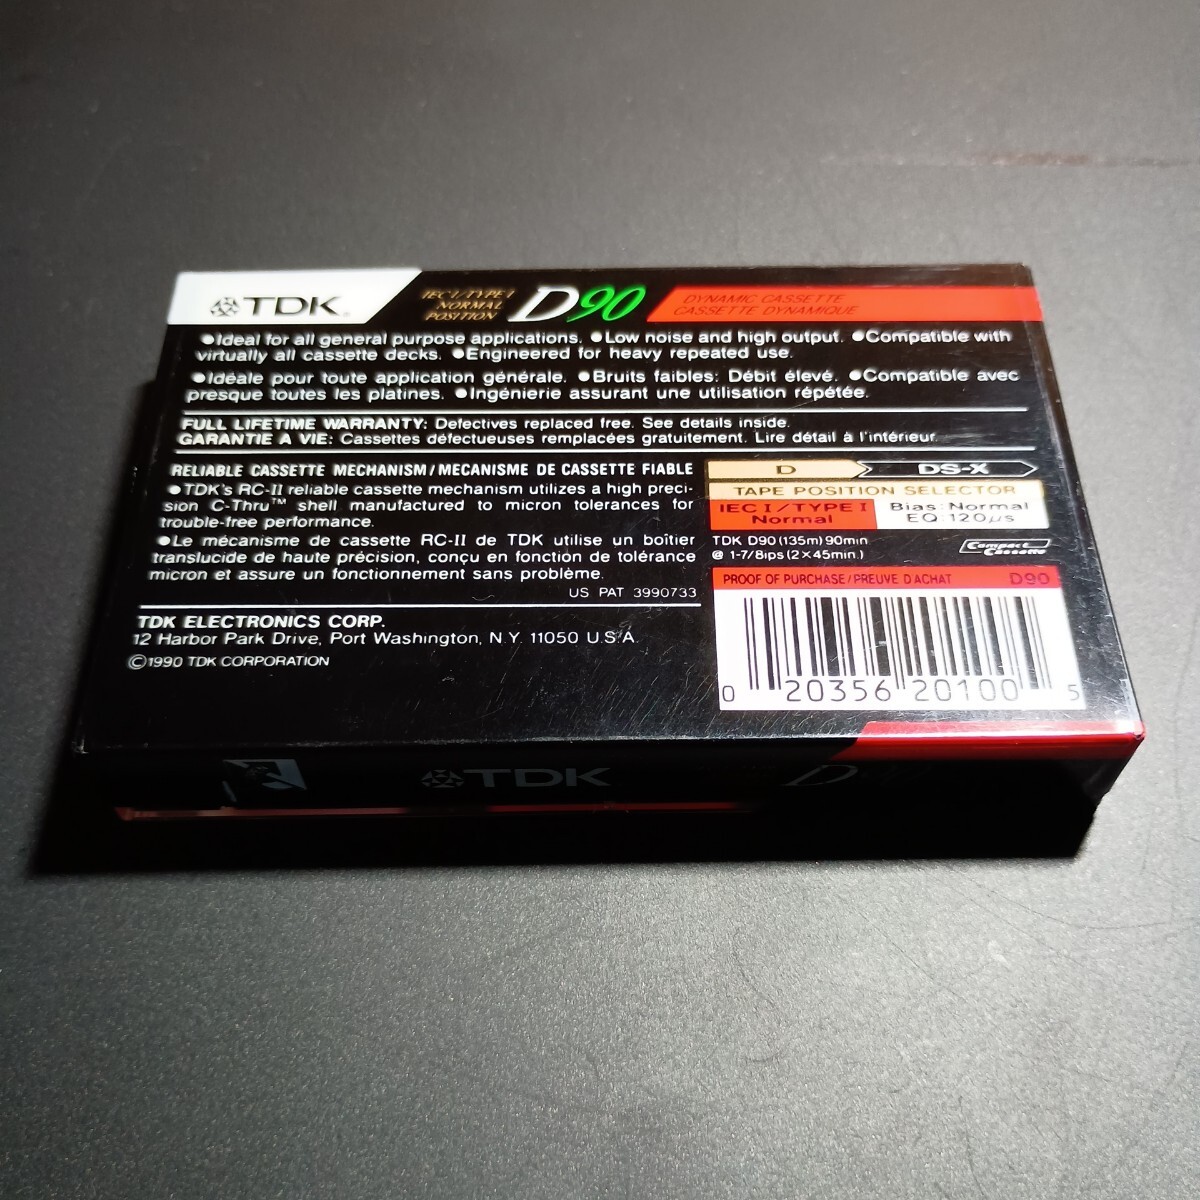 TDK
IEC I/TYPE I
NORMAL
POSITION
D90
DYNAMIC CASSETTE
CASSETTE DYNAMIQUE
●Ideal for all general purpose applications. ●Low noise and high output. ●Compatible with
virtually all cassette decks. ●Engineered for heavy repeated use.
●Idéale pour toute application générale. ●Bruits faibles: Débit élevé. ●Compatible avec
presque toutes les platines. ●Ingénierie assurant une utilisation répétée.
FULL LIFETIME WARRANTY: Defectives replaced free. See details inside.
GARANTIE A VIE: Cassettes défectueuses remplacées gratuitement. Lire détail à l'intérieur.
RELIABLE CASSETTE MECHANISM/MECANISME DE CASSETTE FIABLE
●TDK's RC-II reliable cassette mechanism utilizes a high preci-
sion C-Thru™ shell manufactured to micron tolerances for
trouble-free performance.
●Le mécanisme de cassette RC-II de TDK utilise un boîtier
translucide de haute précision, conçu en fonction de tolérance
micron et assure un fonctionnement sans problème.
US PAT 3990733
TDK ELECTRONICS CORP.
12 Harbor Park Drive, Port Washington, N.Y. 11050 U.S.A.
©1990 TDK CORPORATION
D DS-X
TAPE POSITION SELECTOR
IEC I/TYPE I
Normal
Bias: Normal
EQ: 120μs
TDK D90 (135m) 90min
@ 1-7/8ips (2×45min.)
Compact
Cassette
PROOF OF PURCHASE/PREUVE D'ACHAT D90
0 20356 20100 5
TDK
D